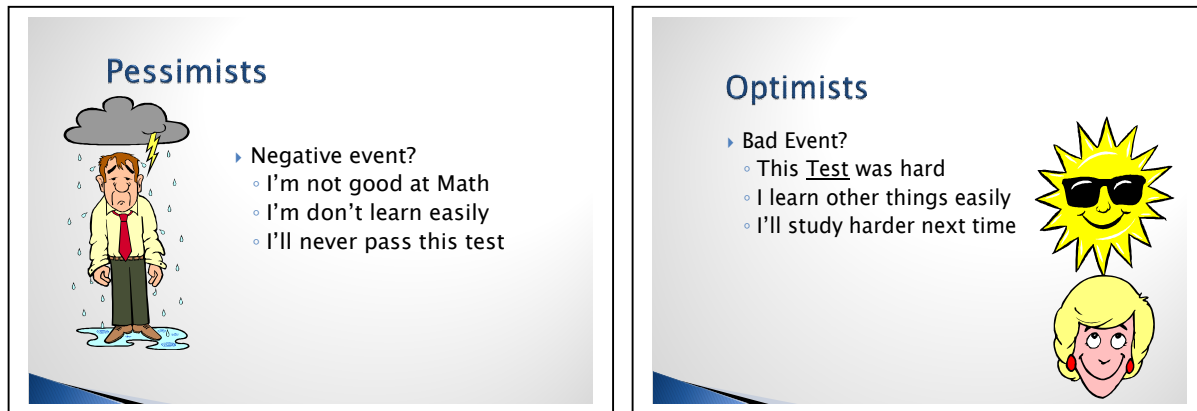 Pessimists
Negative event?
I'm not good at Math
I'm don't learn easily
I'll never pass this test
Optimists
Bad Event?
This Test was hard
I learn other things easily
I'll study harder next time